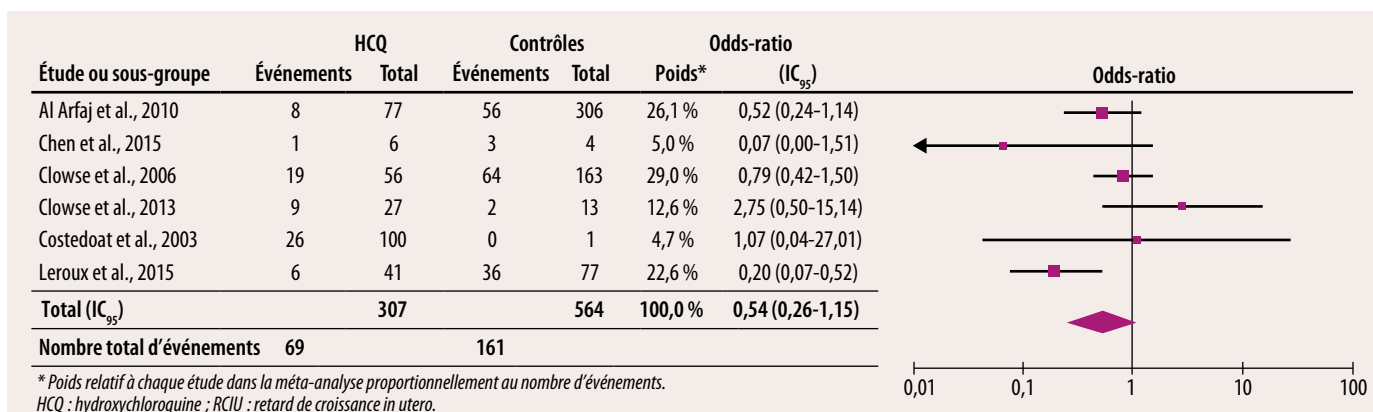 HCQ Contrôles Odds-ratio
Étude ou sous-groupe Événements Total Événements Total Poids* (IC95) Odds-ratio
Al Arfaj et al., 2010 8 77 56 306 26,1 % 0,52 (0,24-1,14)
Chen et al., 2015 1 6 3 4 5,0 % 0,07 (0,00-1,51)
Clowse et al., 2006 19 56 64 163 29,0 % 0,79 (0,42-1,50)
Clowse et al., 2013 9 27 2 13 12,6 % 2,75 (0,50-15,14)
Costedoat et al., 2003 26 100 0 1 4,7 % 1,07 (0,04-27,01)
Leroux et al., 2015 6 41 36 77 22,6 % 0,20 (0,07-0,52)
Total (IC95) 307 564 100,0 % 0,54 (0,26-1,15)
Nombre total d'événements 69 161
0,01 0,1 1 10 100
* Poids relatif à chaque étude dans la méta-analyse proportionnellement au nombre d'événements.
HCQ : hydroxychloroquine ; RCIU : retard de croissance in utero.